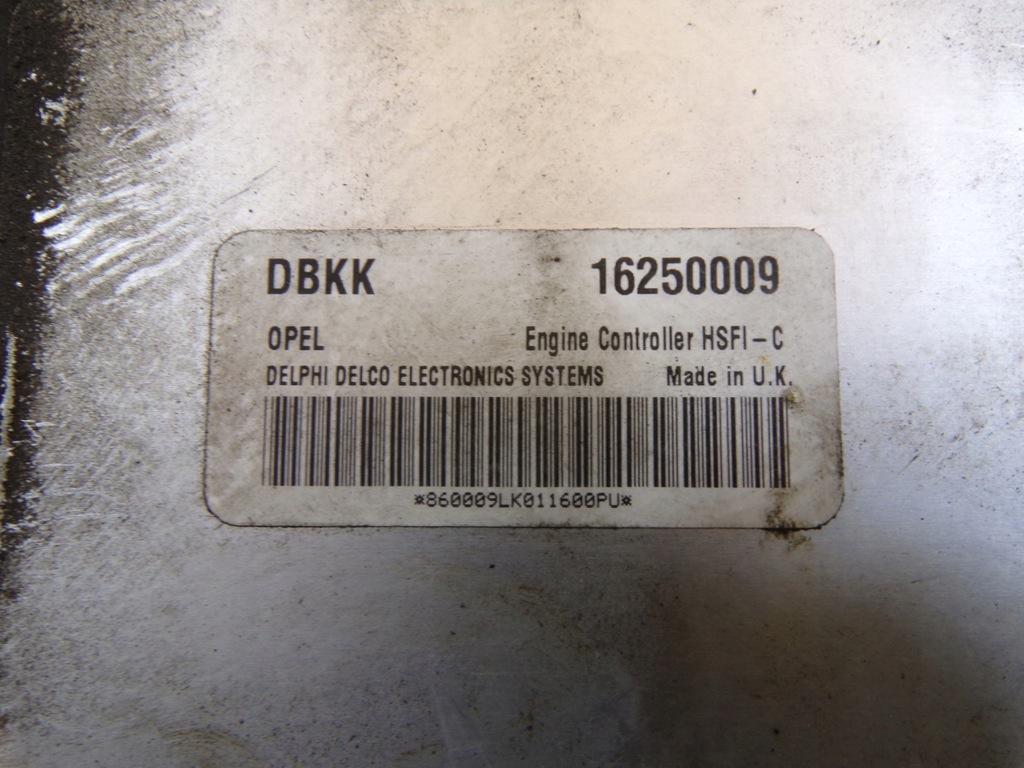 DBKK 16250009
OPEL Engine Controller HSFI-C
DELPHI DELCO ELECTRONICS SYSTEMS Made in U.K.
*860009LK011600PU*